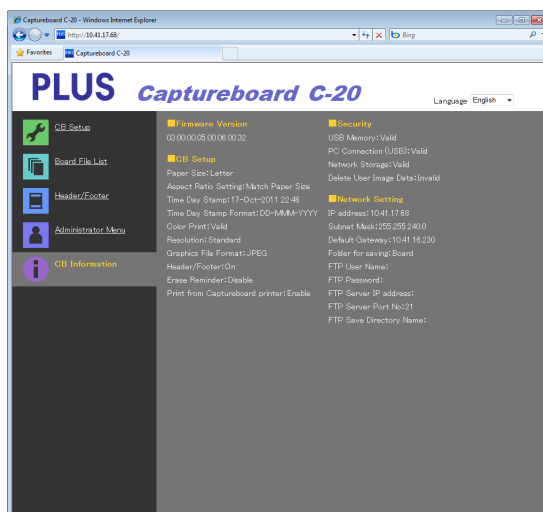 Captureboard C-20 - Windows Internet Explorer
http://10.41.17.68/
Bing
Favorites
Captureboard C-20
PLUS Captureboard C-20
Language English
CB Setup
Board File List
Header/Footer
Administrator Menu
CB Information
Firmware Version
03.00.00.05.00.06.00.32
CB Setup
Paper Size: Letter
Aspect Ratio Setting: Match Paper Size
Time Day Stamp: 17-Oct-2011 22:46
Time Day Stamp Format: DD-MMM-YYYY
Color Print: Valid
Resolution: Standard
Graphics File Format: JPEG
Header/Footer: On
Erase Reminder: Disable
Print from Captureboard printer: Enable
Security
USB Memory: Valid
PC Connection (USB): Valid
Network Storage: Valid
Delete User Image Data: Invalid
Network Setting
IP address: 10.41.17.68
Subnet Mask: 255.255.240.0
Default Gateway: 10.41.16.230
Folder for saving: Board
FTP User Name:
FTP Password:
FTP Server IP address:
FTP Server Port No: 21
FTP Save Directory Name: